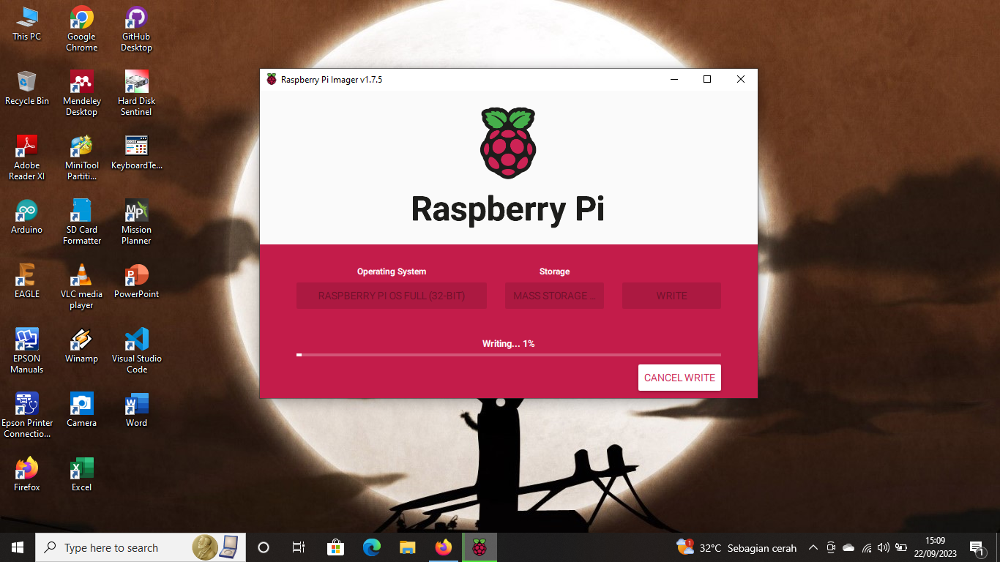 This PC
Google
Chrome
GitHub
Desktop
Recycle Bin
Mendeley
Desktop
Hard Disk
Sentinel
Adobe
Reader XI
MiniTool
Partiti...
KeyboardTe...
Arduino
SD Card
Formatter
Mission
Planner
EAGLE
VLC media
player
PowerPoint
EPSON
Manuals
Winamp
Visual Studio
Code
Epson Printer
Connectio...
Camera
Word
Firefox
Excel
Raspberry Pi Imager v1.7.5
Raspberry Pi
Operating System
Storage
RASPBERRY PI OS FULL (32-BIT)
MASS STORAGE ...
WRITE
Writing... 1%
CANCEL WRITE
Type here to search
1
32°C Sebagian cerah
15:09
22/09/2023
1